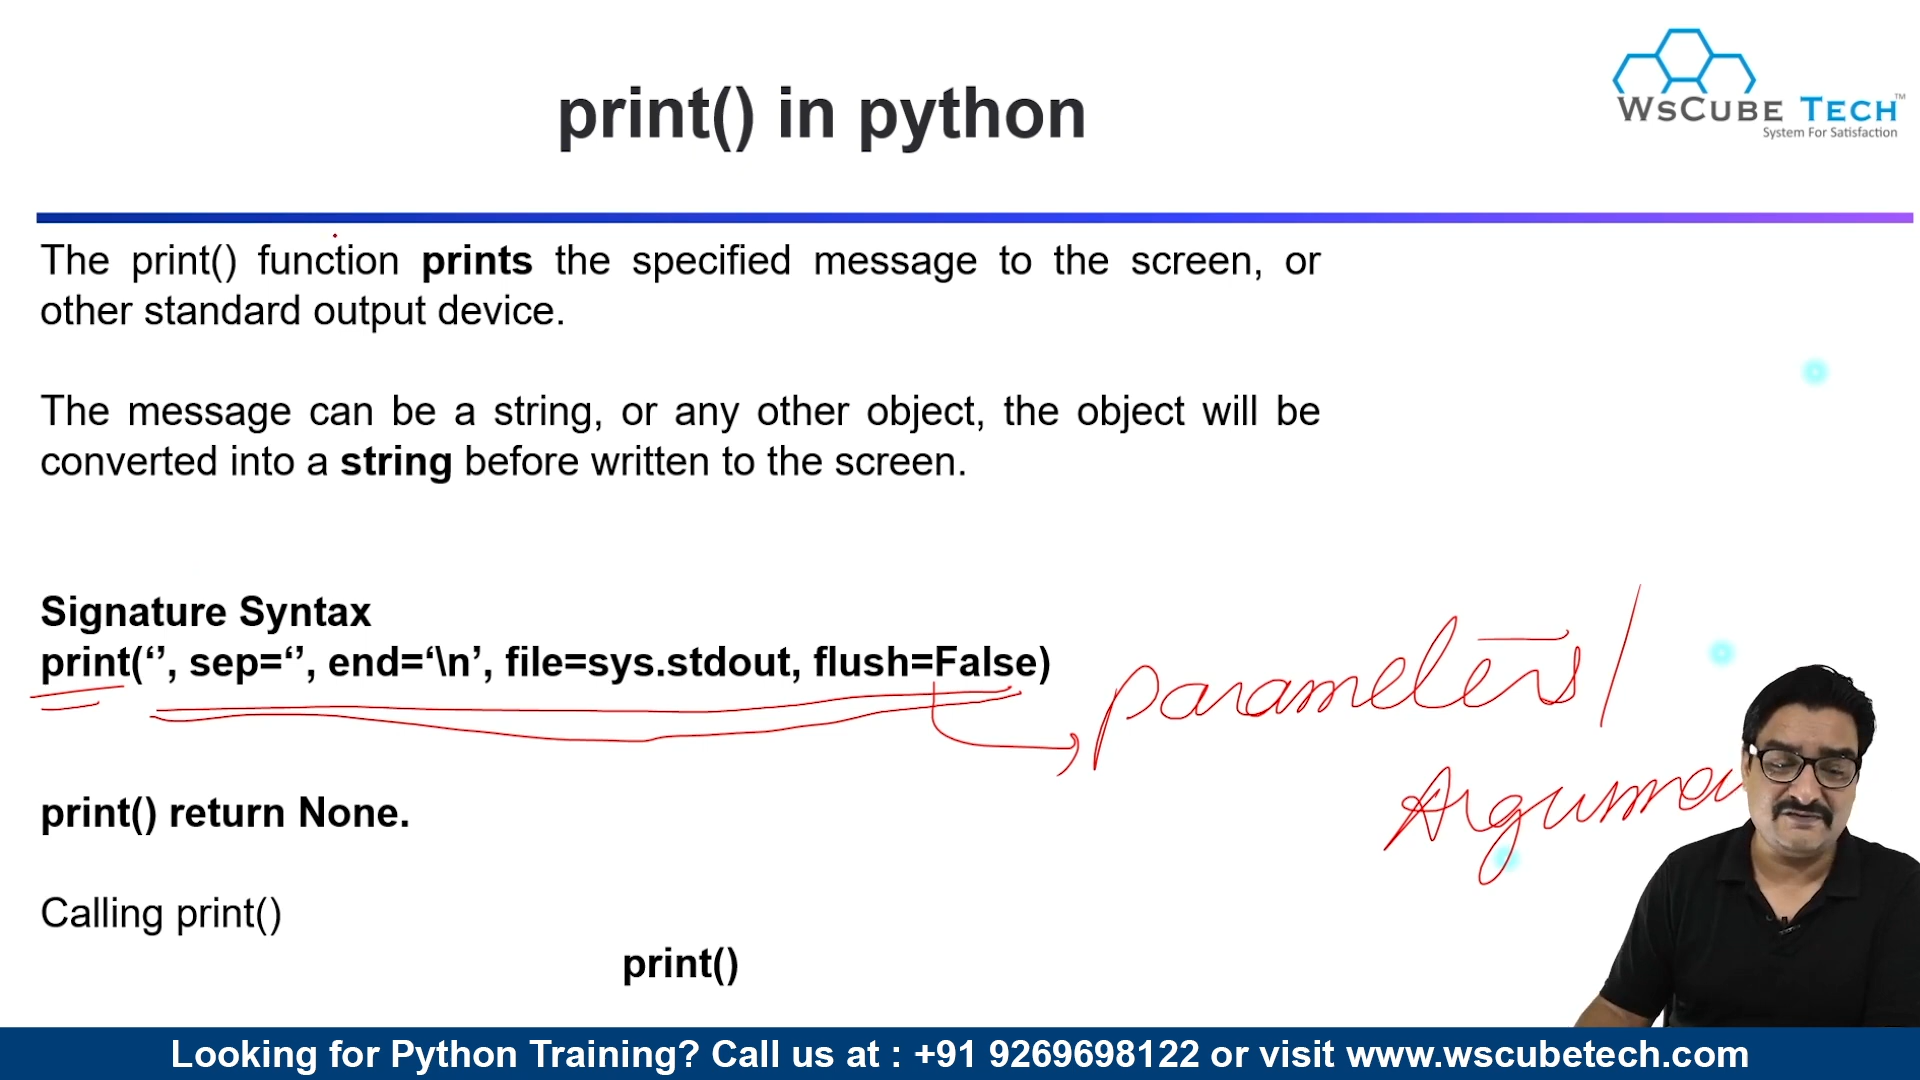 print() in python
WsCube Tech™
System For Satisfaction
The print() function prints the specified message to the screen, or
other standard output device.
The message can be a string, or any other object, the object will be
converted into a string before written to the screen.
Signature Syntax
print(‘’, sep=‘’, end=‘\n’, file=sys.stdout, flush=False)
parameters/
print() return None.
Calling print()
print()
Looking for Python Training? Call us at : +91 9269698122 or visit www.wscubetech.com